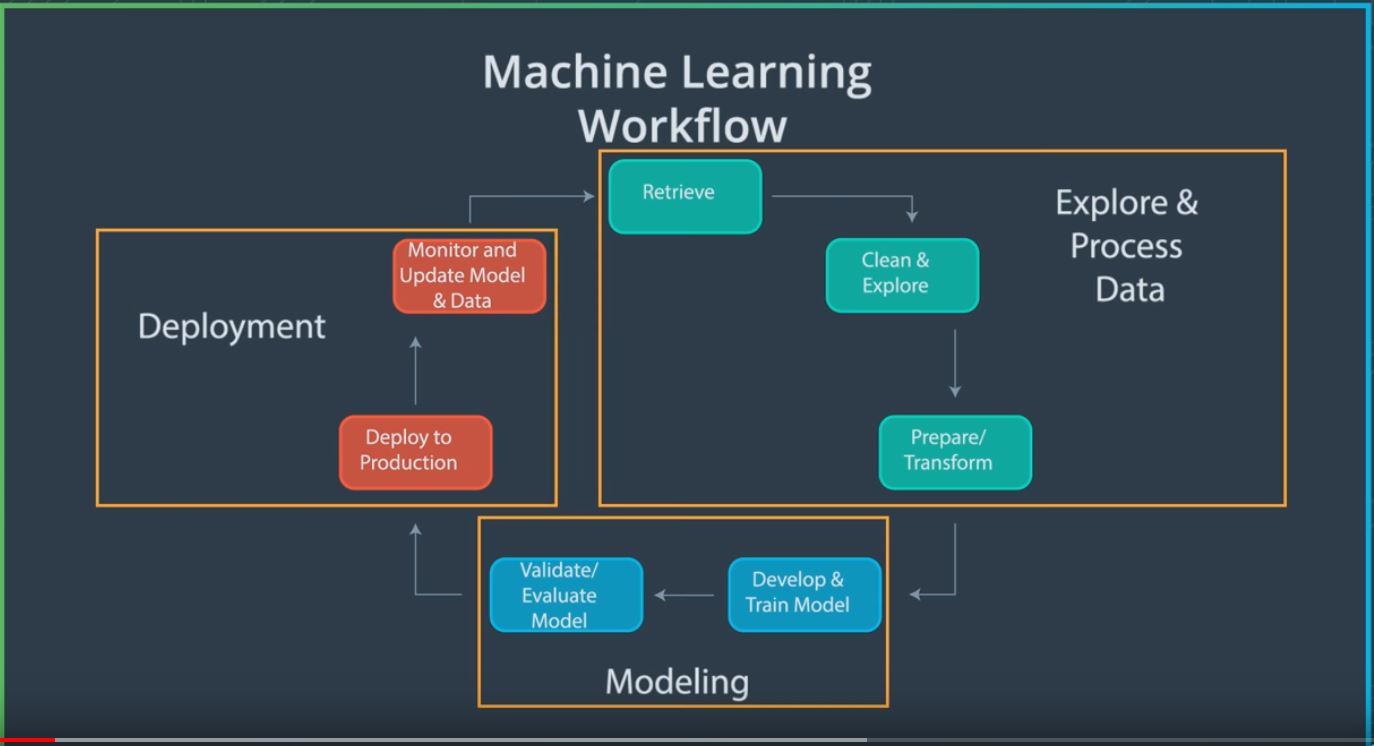 Machine Learning
Workflow
Retrieve
Explore &
Process
Data
Clean &
Explore
Monitor and
Update Model
& Data
Deployment
Deploy to
Production
Prepare/
Transform
Validate/
Evaluate
Model
Develop &
Train Model
Modeling